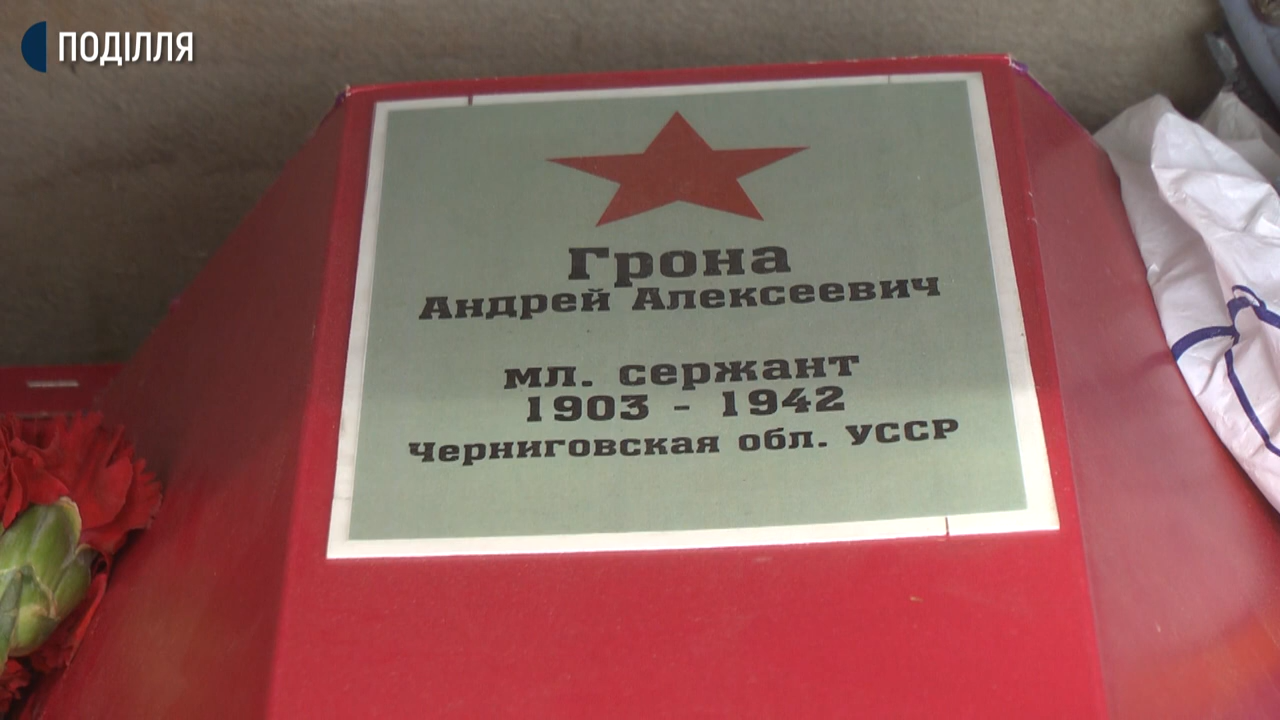 ПОДІЛЛЯ
Грона
Андрей Алексеевич
мл. сержант
1903 - 1942
Черниговская обл. УССР